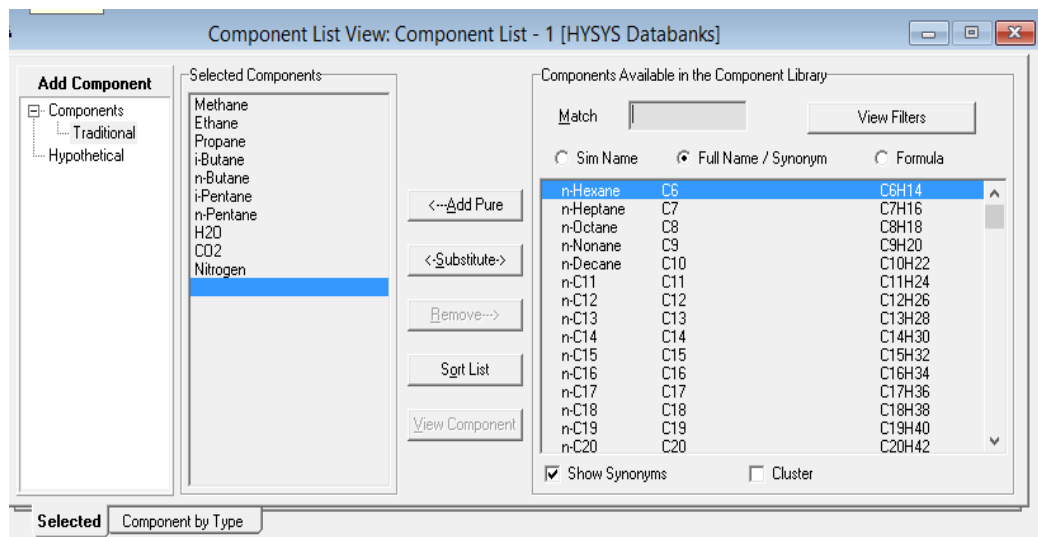 Component List View: Component List - 1 [HYSYS Databanks]
Add Component
Components
Traditional
Hypothetical
Selected Components
Methane
Ethane
Propane
i-Butane
n-Butane
i-Pentane
n-Pentane
H2O
CO2
Nitrogen
<---Add Pure
<-Substitute->
Remove--->
Sort List
View Component
Components Available in the Component Library
Match
View Filters
Sim Name Full Name / Synonym Formula
n-Hexane C6 C6H14
n-Heptane C7 C7H16
n-Octane C8 C8H18
n-Nonane C9 C9H20
n-Decane C10 C10H22
n-C11 C11 C11H24
n-C12 C12 C12H26
n-C13 C13 C13H28
n-C14 C14 C14H30
n-C15 C15 C15H32
n-C16 C16 C16H34
n-C17 C17 C17H36
n-C18 C18 C18H38
n-C19 C19 C19H40
n-C20 C20 C20H42
Show Synonyms Cluster
Selected Component by Type